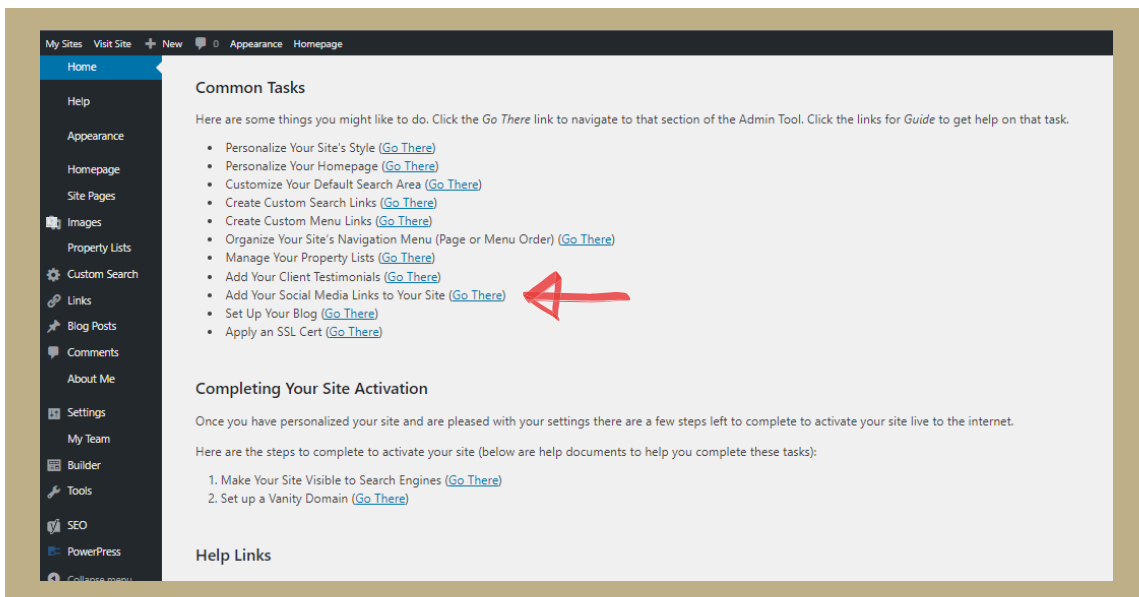 My Sites Visit Site New 0 Appearance Homepage
Home
Help
Appearance
Homepage
Site Pages
Images
Property Lists
Custom Search
Links
Blog Posts
Comments
About Me
Settings
My Team
Builder
Tools
SEO
PowerPress
Collapse menu
Common Tasks
Here are some things you might like to do. Click the Go There link to navigate to that section of the Admin Tool. Click the links for Guide to get help on that task.
• Personalize Your Site's Style (Go There)
• Personalize Your Homepage (Go There)
• Customize Your Default Search Area (Go There)
• Create Custom Search Links (Go There)
• Create Custom Menu Links (Go There)
• Organize Your Site's Navigation Menu (Page or Menu Order) (Go There)
• Manage Your Property Lists (Go There)
• Add Your Client Testimonials (Go There)
• Add Your Social Media Links to Your Site (Go There)
• Set Up Your Blog (Go There)
• Apply an SSL Cert (Go There)
Completing Your Site Activation
Once you have personalized your site and are pleased with your settings there are a few steps left to complete to activate your site live to the internet.
Here are the steps to complete to activate your site (below are help documents to help you complete these tasks):
1. Make Your Site Visible to Search Engines (Go There)
2. Set up a Vanity Domain (Go There)
Help Links